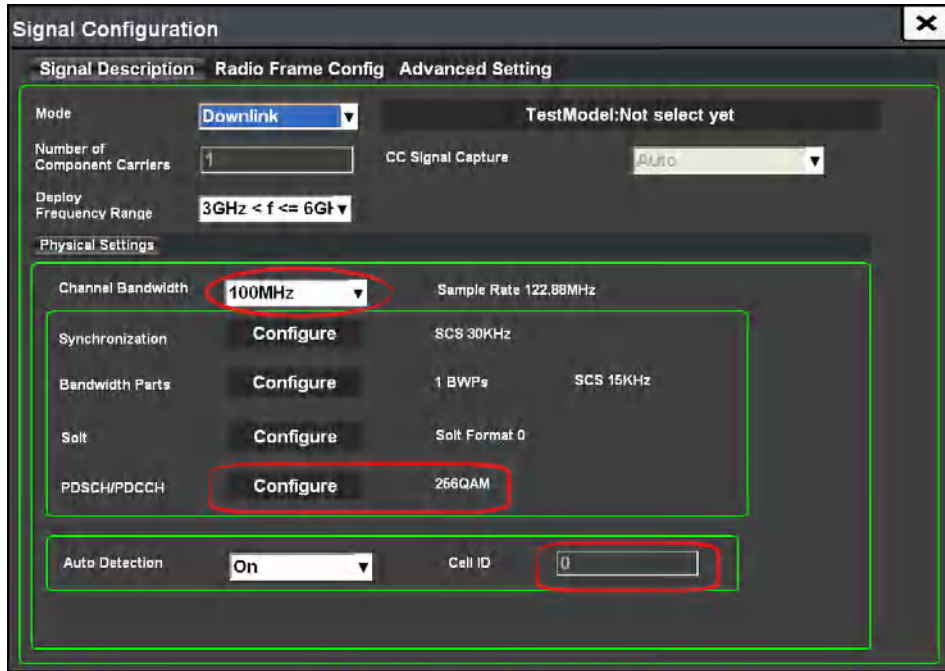 Signal Configuration
Signal Description Radio Frame Config Advanced Setting
Mode Downlink TestModel:Not select yet
Number of
Component Carriers 1 CC Signal Capture Auto
Deploy
Frequency Range 3GHz < f <= 6GH
Physical Settings
Channel Bandwidth 100MHz Sample Rate 122.88MHz
Synchronization Configure SCS 30KHz
Bandwidth Parts Configure 1 BWPs SCS 15KHz
Solt Configure Solt Format 0
PDSCH/PDCCH Configure 256QAM
Auto Detection On Cell ID 0